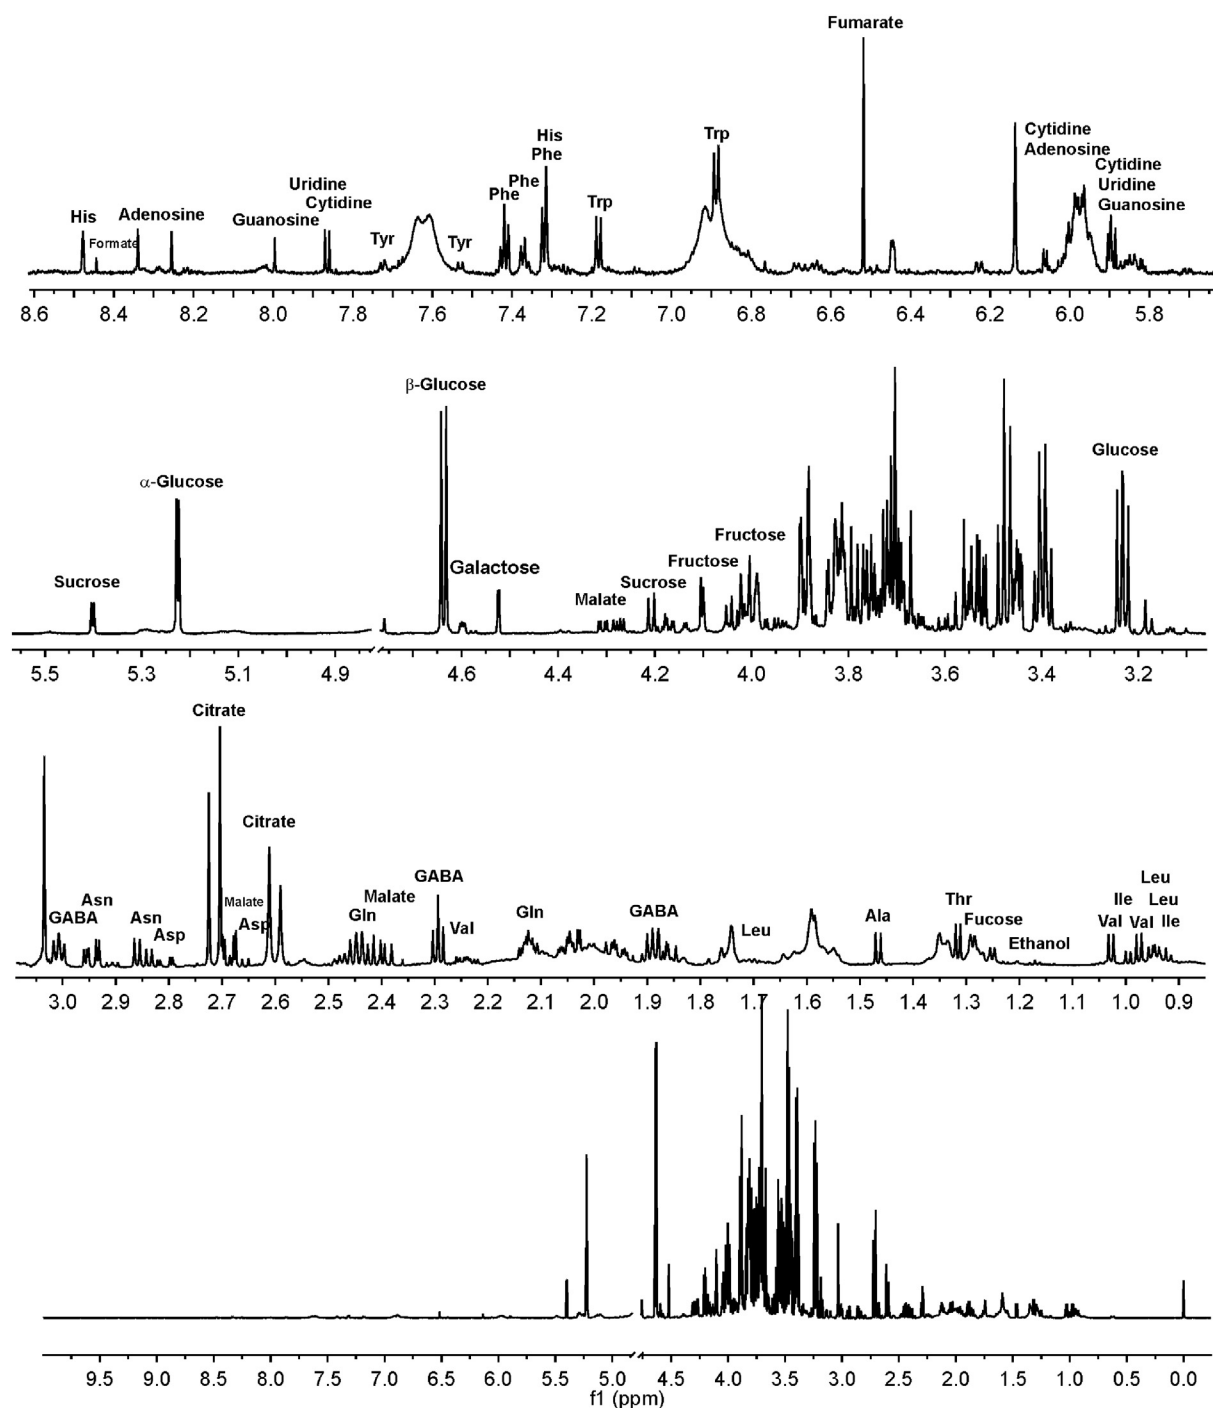 Fumarate
His
Formate
Adenosine
Guanosine
Uridine
Cytidine
Tyr
Tyr
Phe
Phe
His
Phe
Trp
Trp
Cytidine
Adenosine
Cytidine
Uridine
Guanosine
8.6 8.4 8.2 8.0 7.8 7.6 7.4 7.2 7.0 6.8 6.6 6.4 6.2 6.0 5.8
Sucrose
α-Glucose
β-Glucose
Galactose
Malate
Sucrose
Fructose
Fructose
Glucose
5.5 5.3 5.1 4.9 4.6 4.4 4.2 4.0 3.8 3.6 3.4 3.2
Citrate
GABA
Asn
Asn
Asp
Malate
Asp
Citrate
Gln
Malate
GABA
Val
Gln
GABA
Leu
Ala
Thr
Fucose
Ethanol
Val
Ile
Val
Leu
Leu
Ile
3.0 2.9 2.8 2.7 2.6 2.5 2.4 2.3 2.2 2.1 2.0 1.9 1.8 1.7 1.6 1.5 1.4 1.3 1.2 1.1 1.0 0.9
9.5 9.0 8.5 8.0 7.5 7.0 6.5 6.0 5.5 5.0 4.5 4.0 3.5 3.0 2.5 2.0 1.5 1.0 0.5 0.0
f1 (ppm)